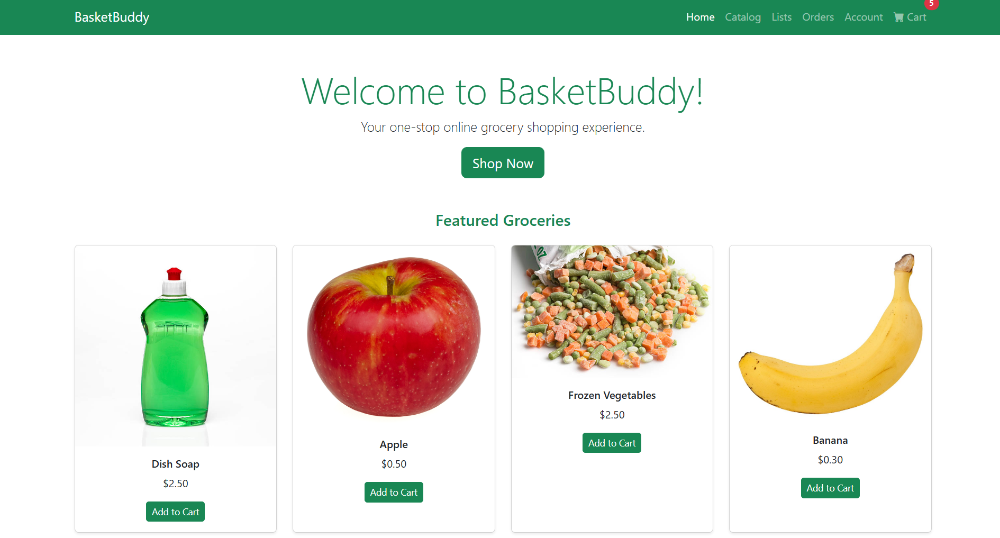 BasketBuddy
Home Catalog Lists Orders Account Cart 5
Welcome to BasketBuddy!
Your one-stop online grocery shopping experience.
Shop Now
Featured Groceries
Dish Soap
$2.50
Add to Cart
Apple
$0.50
Add to Cart
Frozen Vegetables
$2.50
Add to Cart
Banana
$0.30
Add to Cart